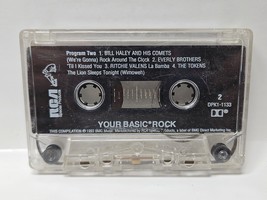 Program Two 1. BILL HALEY AND HIS COMETS
(We're Gonna) Rock Around The Clock 2. EVERLY BROTHERS
'Til I Kissed You 3. RITCHIE VALENS La Bamba 4. THE TOKENS
The Lion Sleeps Tonight (Wimoweh)
RCA
2
DPK1-1133
YOUR BASIC*ROCK